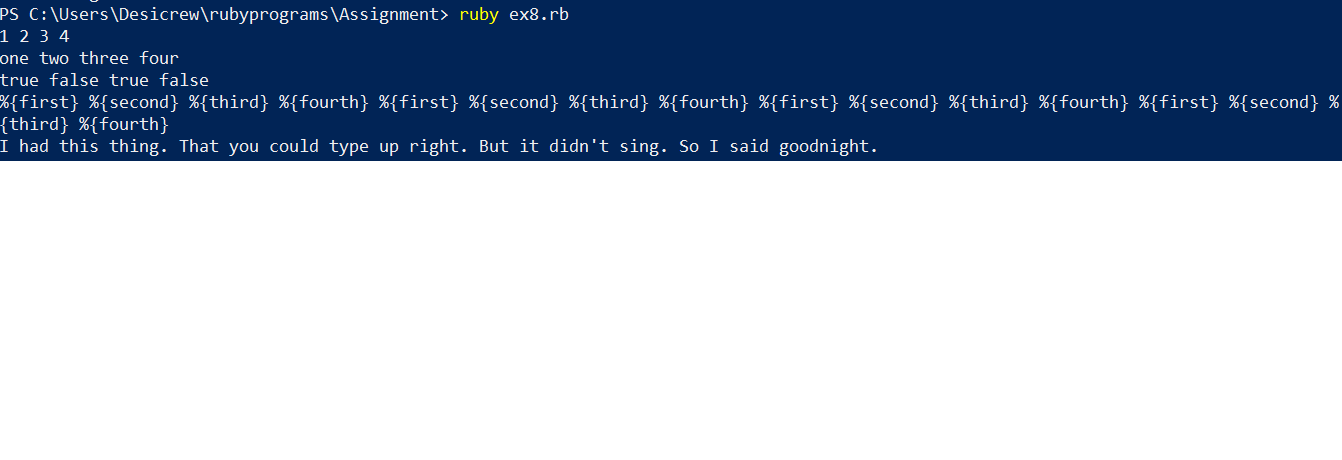 PS C:\Users\Desicrew\rubyprograms\Assignment> ruby ex8.rb
1 2 3 4
one two three four
true false true false
%{first} %{second} %{third} %{fourth} %{first} %{second} %{third} %{fourth} %{first} %{second} %{third} %{fourth} %{first} %{second} %
{third} %{fourth}
I had this thing. That you could type up right. But it didn't sing. So I said goodnight.